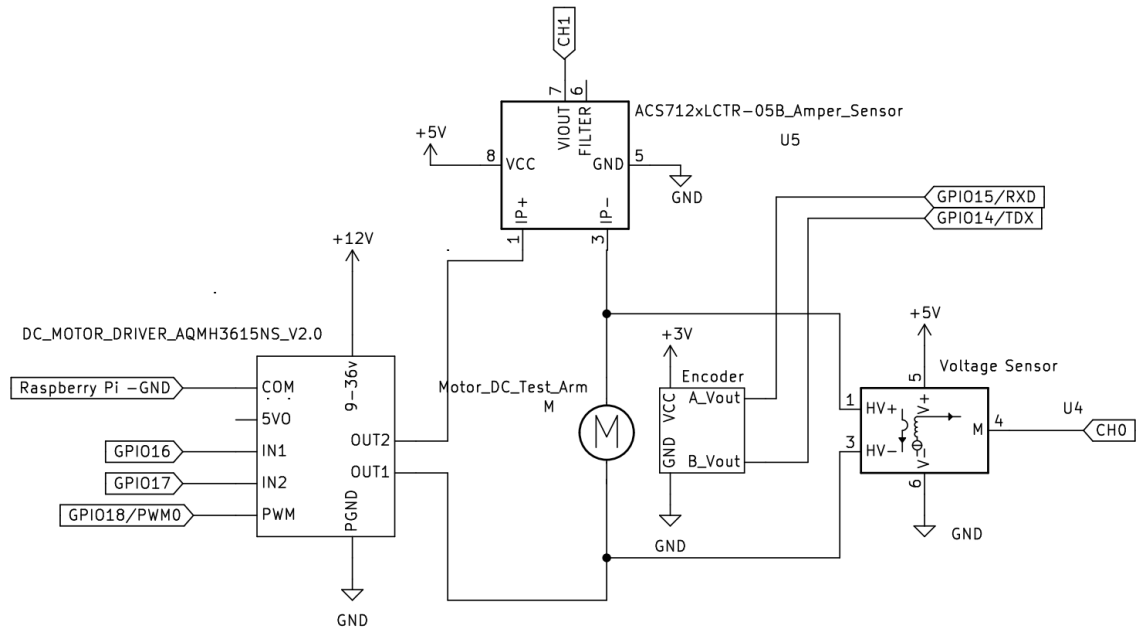 CH1
7
6
VIOUT
FILTER
ACS712xLCTR-05B_Amper_Sensor
U5
+5V
8
VCC
GND
5
GND
IP+
IP-
1
3
GPIO15/RXD
GPIO14/TDX
+12V
DC_MOTOR_DRIVER_AQMH3615NS_V2.0
9-36v
Raspberry Pi -GND
COM
5VO
GPIO16
IN1
GPIO17
IN2
GPIO18/PWM0
PWM
OUT2
OUT1
PGND
GND
Motor_DC_Test_Arm
M
M
+3V
Encoder
VCC
A_Vout
GND
B_Vout
GND
+5V
Voltage Sensor
5
U4
1
HV+
V+
M
4
CH0
3
HV-
V-
6
GND